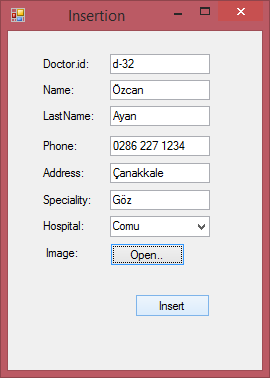 Insertion
Doctor.id: d-32
Name: Özcan
LastName: Ayan
Phone: 0286 227 1234
Address: Çanakkale
Speciality: Göz
Hospital: Comu
Image: Open..
Insert